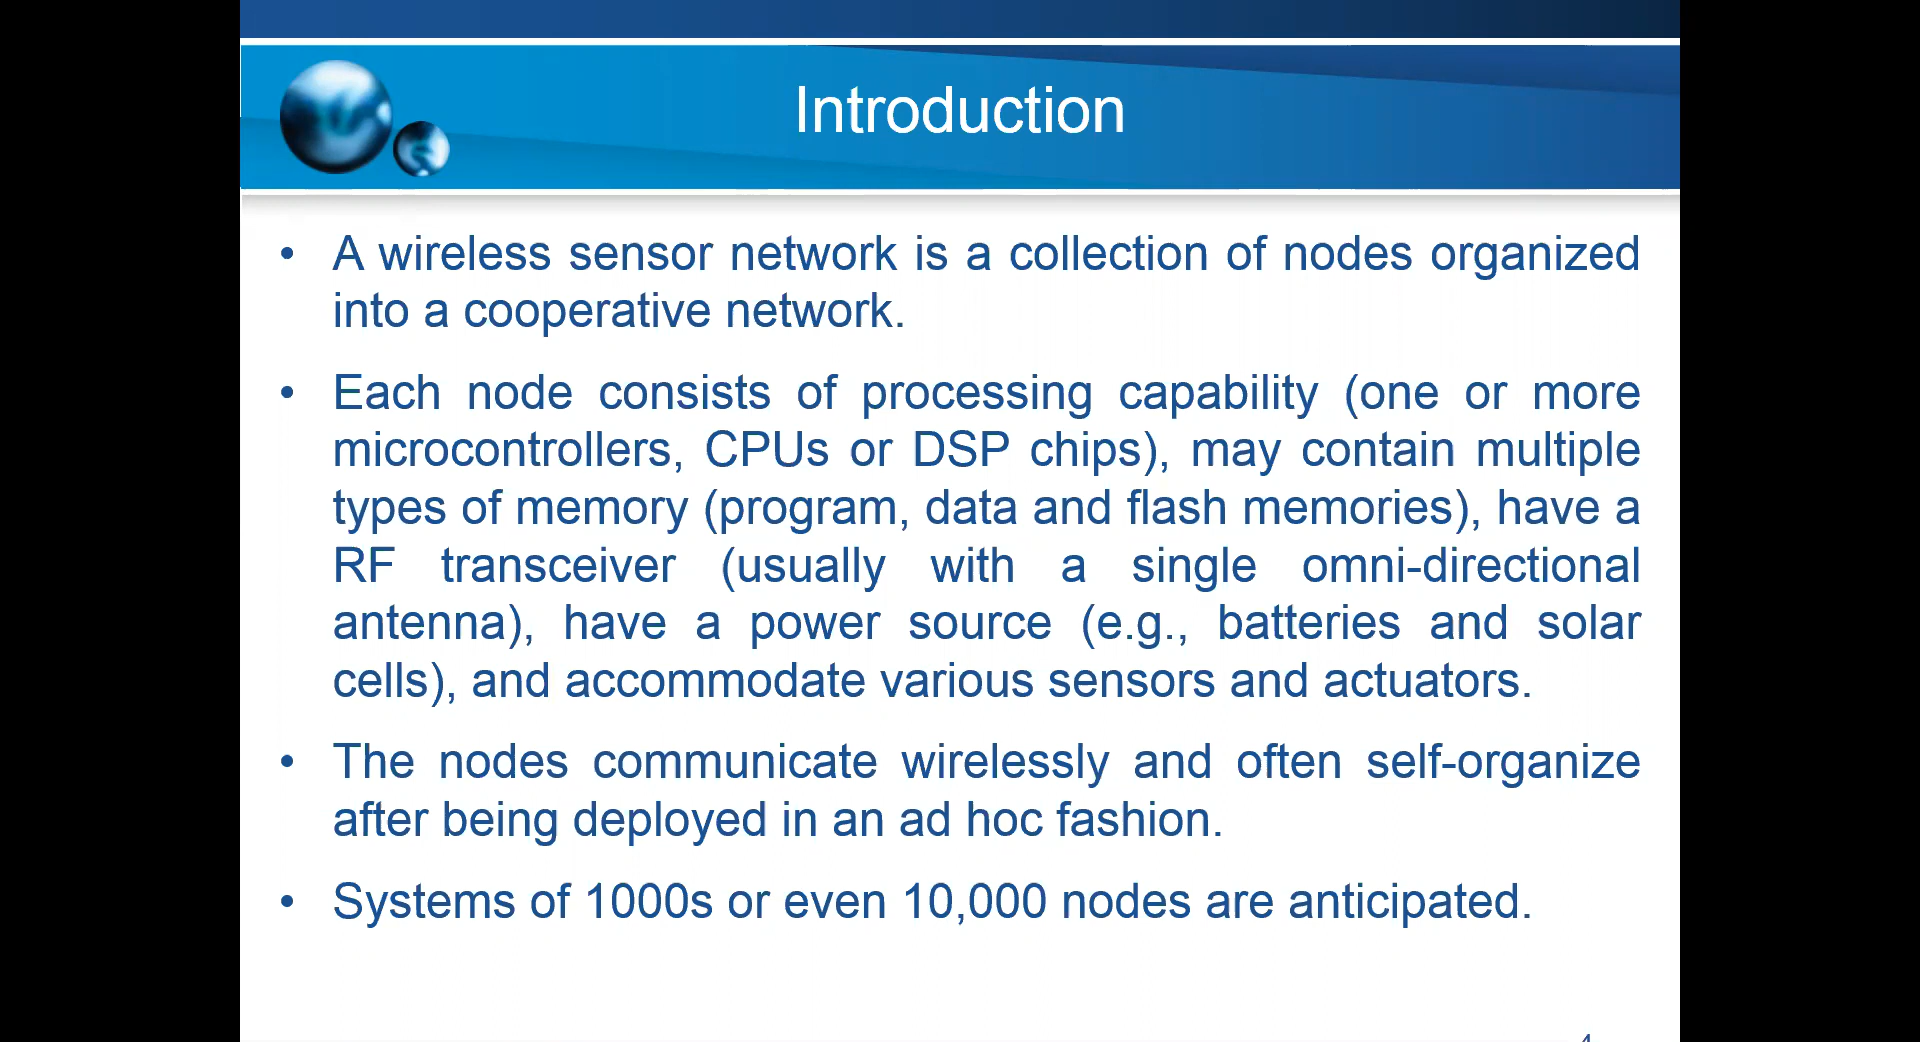 Introduction
• A wireless sensor network is a collection of nodes organized
into a cooperative network.
• Each node consists of processing capability (one or more
microcontrollers, CPUs or DSP chips), may contain multiple
types of memory (program, data and flash memories), have a
RF transceiver (usually with a single omni-directional
antenna), have a power source (e.g., batteries and solar
cells), and accommodate various sensors and actuators.
• The nodes communicate wirelessly and often self-organize
after being deployed in an ad hoc fashion.
• Systems of 1000s or even 10,000 nodes are anticipated.
4